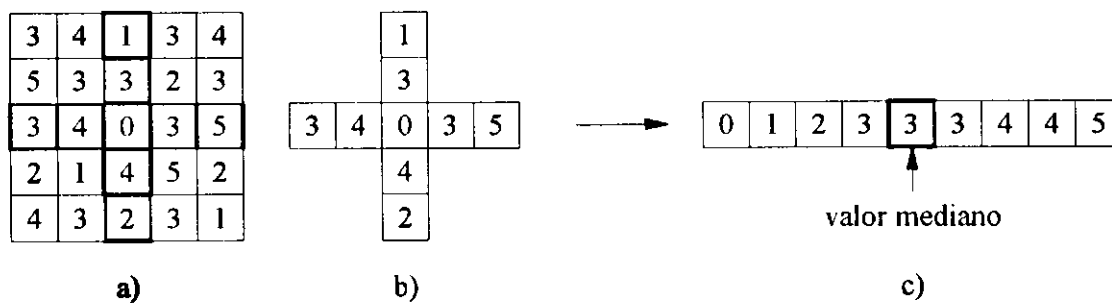 3 4 1 3 4
5 3 3 2 3
3 4 0 3 5
2 1 4 5 2
4 3 2 3 1
a)
1
3
3 4 0 3 5
4
2
b)
0 1 2 3 3 3 4 4 5
valor mediano
c)